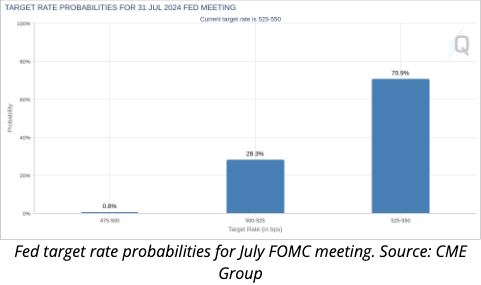 TARGET RATE PROBABILITIES FOR 31 JUL 2024 FED MEETING
Current target rate is 525-550
100%
80%
60%
40%
20%
0%
Probability
0.8%
28.3%
70.9%
475-500
500-525
525-550
Target Rate (in bps)
Q
Fed target rate probabilities for July FOMC meeting. Source: CME
Group